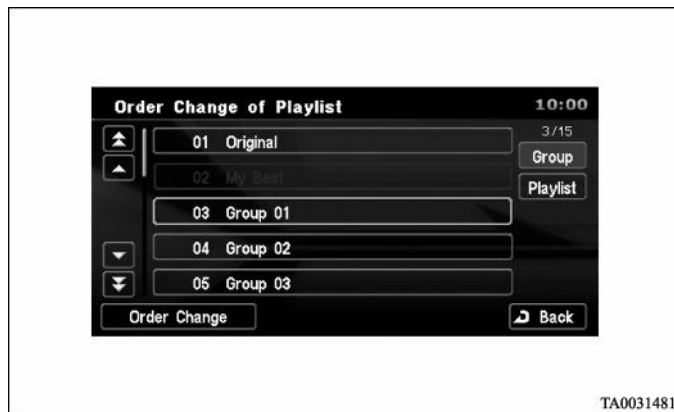 Order Change of Playlist 10:00
3/15
01 Original
Group
02 My Best
Playlist
03 Group 01
04 Group 02
05 Group 03
Order Change
Back
TA0031481